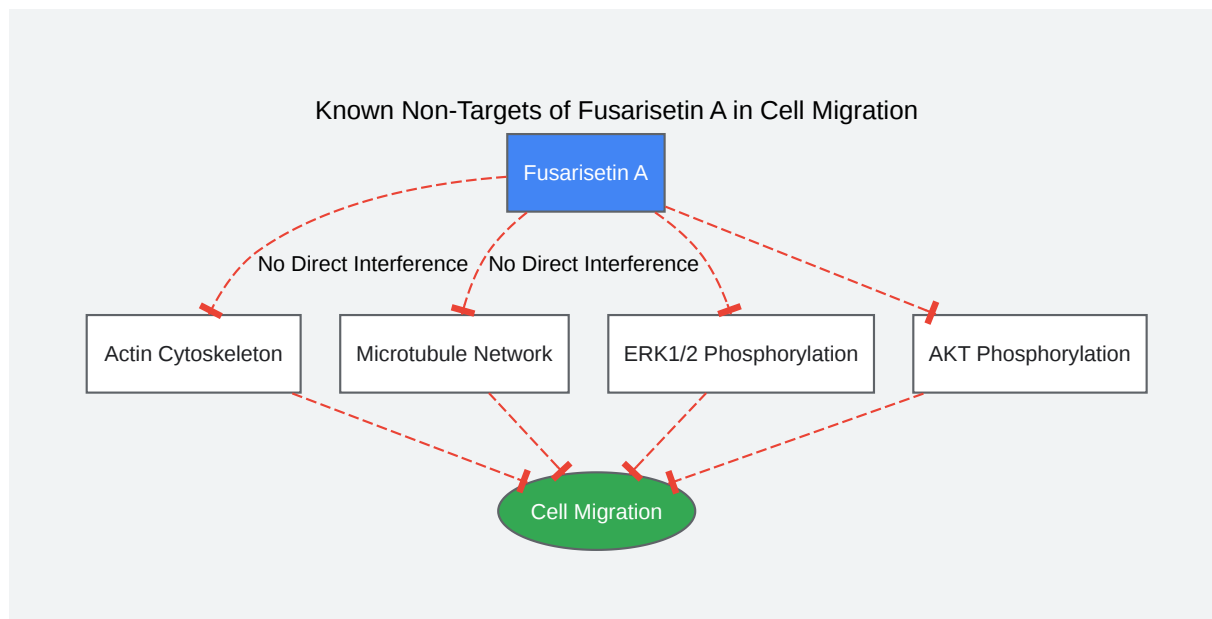 Known Non-Targets of Fusarisetin A in Cell Migration
Fusarisetin A
No Direct Interference
No Direct Interference
Actin Cytoskeleton
Microtubule Network
ERK1/2 Phosphorylation
AKT Phosphorylation
Cell Migration